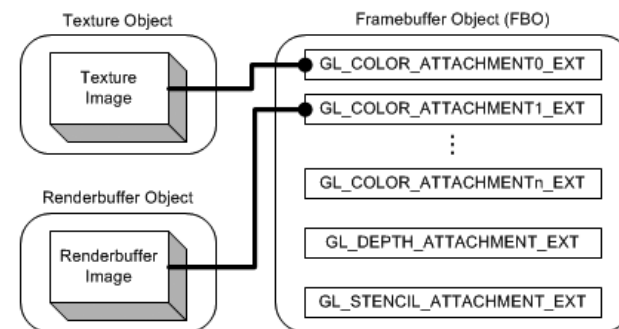 Texture Object
Framebuffer Object (FBO)
Texture
Image
GL_COLOR_ATTACHMENT0_EXT
GL_COLOR_ATTACHMENT1_EXT
⋮
Renderbuffer Object
GL_COLOR_ATTACHMENTn_EXT
Renderbuffer
Image
GL_DEPTH_ATTACHMENT_EXT
GL_STENCIL_ATTACHMENT_EXT